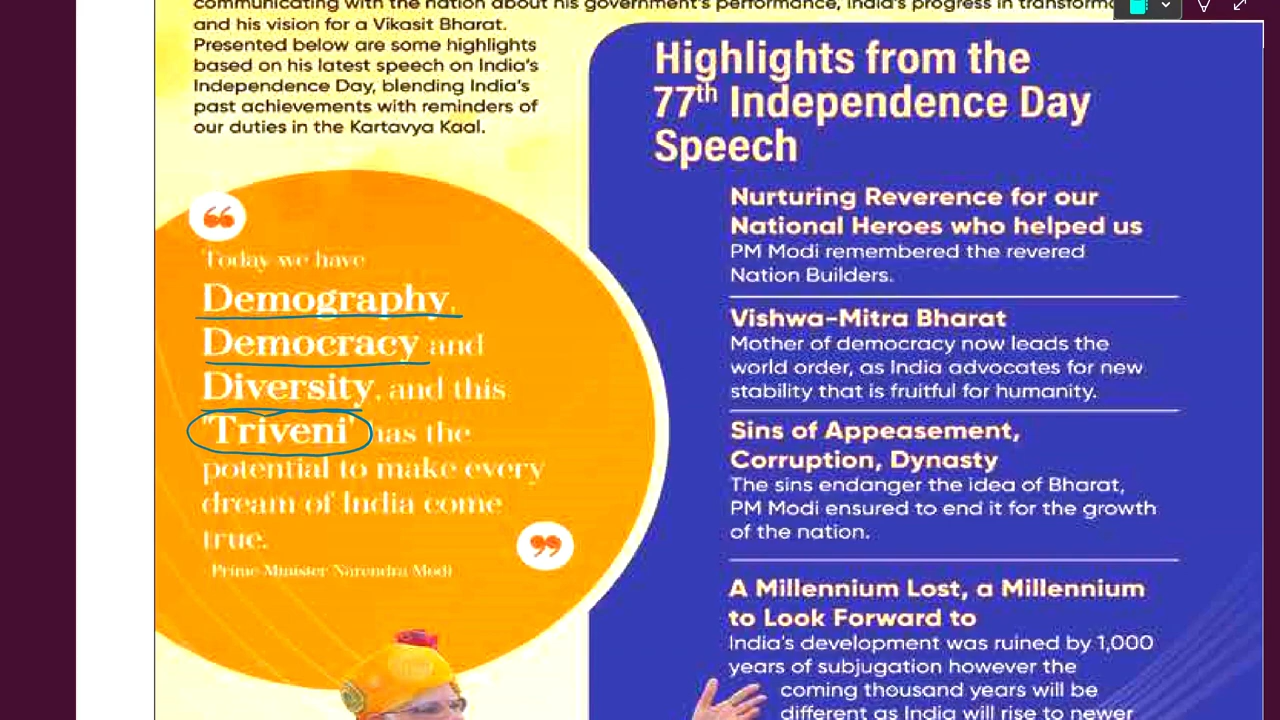 communicating with the nation about his government's performance, India's progress in
and his vision for a Vikasit Bharat.
Presented below are some highlights
based on his latest speech on India's
Independence Day, blending India's
past achievements with reminders of
our duties in the Kartavya Kaal.
“
Today we have
Demography,
Democracy and
Diversity, and this
'Triveni' has the
potential to make every
dream of India come
true.
”
- Prime Minister Narendra Modi
Highlights from the
77th Independence Day
Speech
Nurturing Reverence for our
National Heroes who helped us
PM Modi remembered the revered
Nation Builders.
Vishwa-Mitra Bharat
Mother of democracy now leads the
world order, as India advocates for new
stability that is fruitful for humanity.
Sins of Appeasement,
Corruption, Dynasty
The sins endanger the idea of Bharat,
PM Modi ensured to end it for the growth
of the nation.
A Millennium Lost, a Millennium
to Look Forward to
India's development was ruined by 1,000
years of subjugation however the
coming thousand years will be
different as India will rise to newer